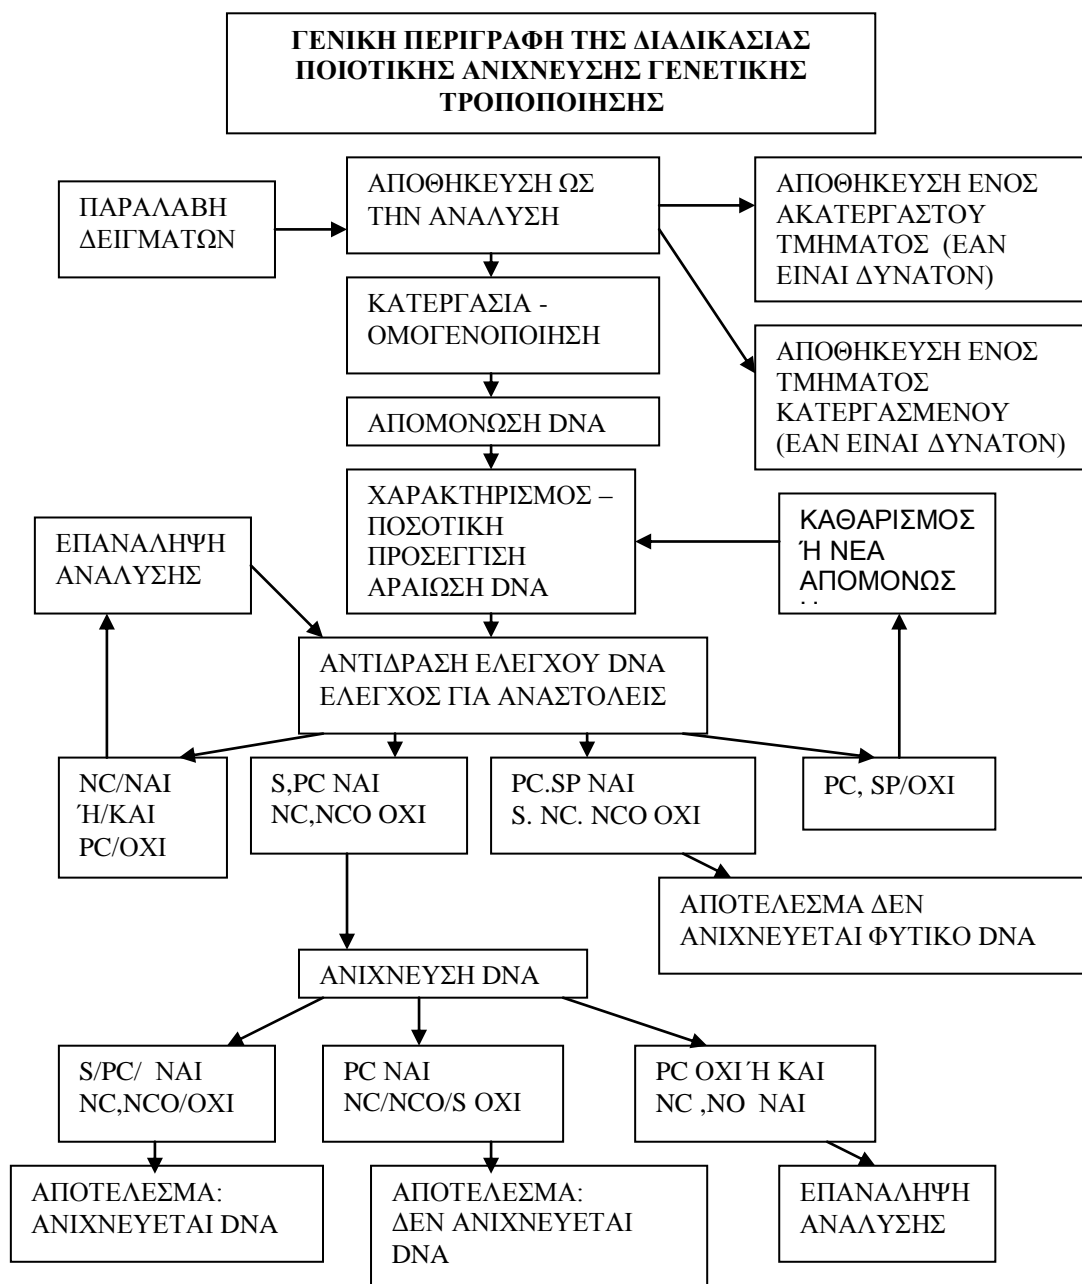 ΓΕΝΙΚΗ ΠΕΡΙΓΡΑΦΗ ΤΗΣ ΔΙΑΔΙΚΑΣΙΑΣ
ΠΟΙΟΤΙΚΗΣ ΑΝΙΧΝΕΥΣΗΣ ΓΕΝΕΤΙΚΗΣ
ΤΡΟΠΟΠΟΙΗΣΗΣ
ΠΑΡΑΛΑΒΗ
ΔΕΙΓΜΑΤΩΝ
ΑΠΟΘΗΚΕΥΣΗ ΩΣ
ΤΗΝ ΑΝΑΛΥΣΗ
ΑΠΟΘΗΚΕΥΣΗ ΕΝΟΣ
ΑΚΑΤΕΡΓΑΣΤΟΥ
ΤΜΗΜΑΤΟΣ (ΕΑΝ
ΕΙΝΑΙ ΔΥΝΑΤΟΝ)
ΚΑΤΕΡΓΑΣΙΑ -
ΟΜΟΓΕΝΟΠΟΙΗΣΗ
ΑΠΟΘΗΚΕΥΣΗ ΕΝΟΣ
ΤΜΗΜΑΤΟΣ
ΚΑΤΕΡΓΑΣΜΕΝΟΥ
(ΕΑΝ ΕΙΝΑΙ ΔΥΝΑΤΟΝ)
ΑΠΟΜΟΝΩΣΗ DNA
ΧΑΡΑΚΤΗΡΙΣΜΟΣ –
ΠΟΣΟΤΙΚΗ
ΠΡΟΣΕΓΓΙΣΗ
ΑΡΑΙΩΣΗ DNA
ΚΑΘΑΡΙΣΜΟΣ
Ή ΝΕΑ
ΑΠΟΜΟΝΩΣ
ΕΠΑΝΑΛΗΨΗ
ΑΝΑΛΥΣΗΣ
ΑΝΤΙΔΡΑΣΗ ΕΛΕΓΧΟΥ DNA
ΕΛΕΓΧΟΣ ΓΙΑ ΑΝΑΣΤΟΛΕΙΣ
NC/ΝΑΙ
Ή/ΚΑΙ
PC/ΟΧΙ
S,PC ΝΑΙ
NC,NCO ΟΧΙ
PC.SP ΝΑΙ
S. NC. NCO ΟΧΙ
PC, SP/ΟΧΙ
ΑΠΟΤΕΛΕΣΜΑ ΔΕΝ
ΑΝΙΧΝΕΥΕΤΑΙ ΦΥΤΙΚΟ DNA
ΑΝΙΧΝΕΥΣΗ DNA
S/PC/ ΝΑΙ
NC,NCO/ΟΧΙ
PC ΝΑΙ
NC/NCO/S ΟΧΙ
PC ΟΧΙ Ή ΚΑΙ
NC ,NO ΝΑΙ
ΑΠΟΤΕΛΕΣΜΑ:
ΑΝΙΧΝΕΥΕΤΑΙ DNA
ΑΠΟΤΕΛΕΣΜΑ:
ΔΕΝ ΑΝΙΧΝΕΥΕΤΑΙ
DNA
ΕΠΑΝΑΛΗΨΗ
ΑΝΑΛΥΣΗΣ